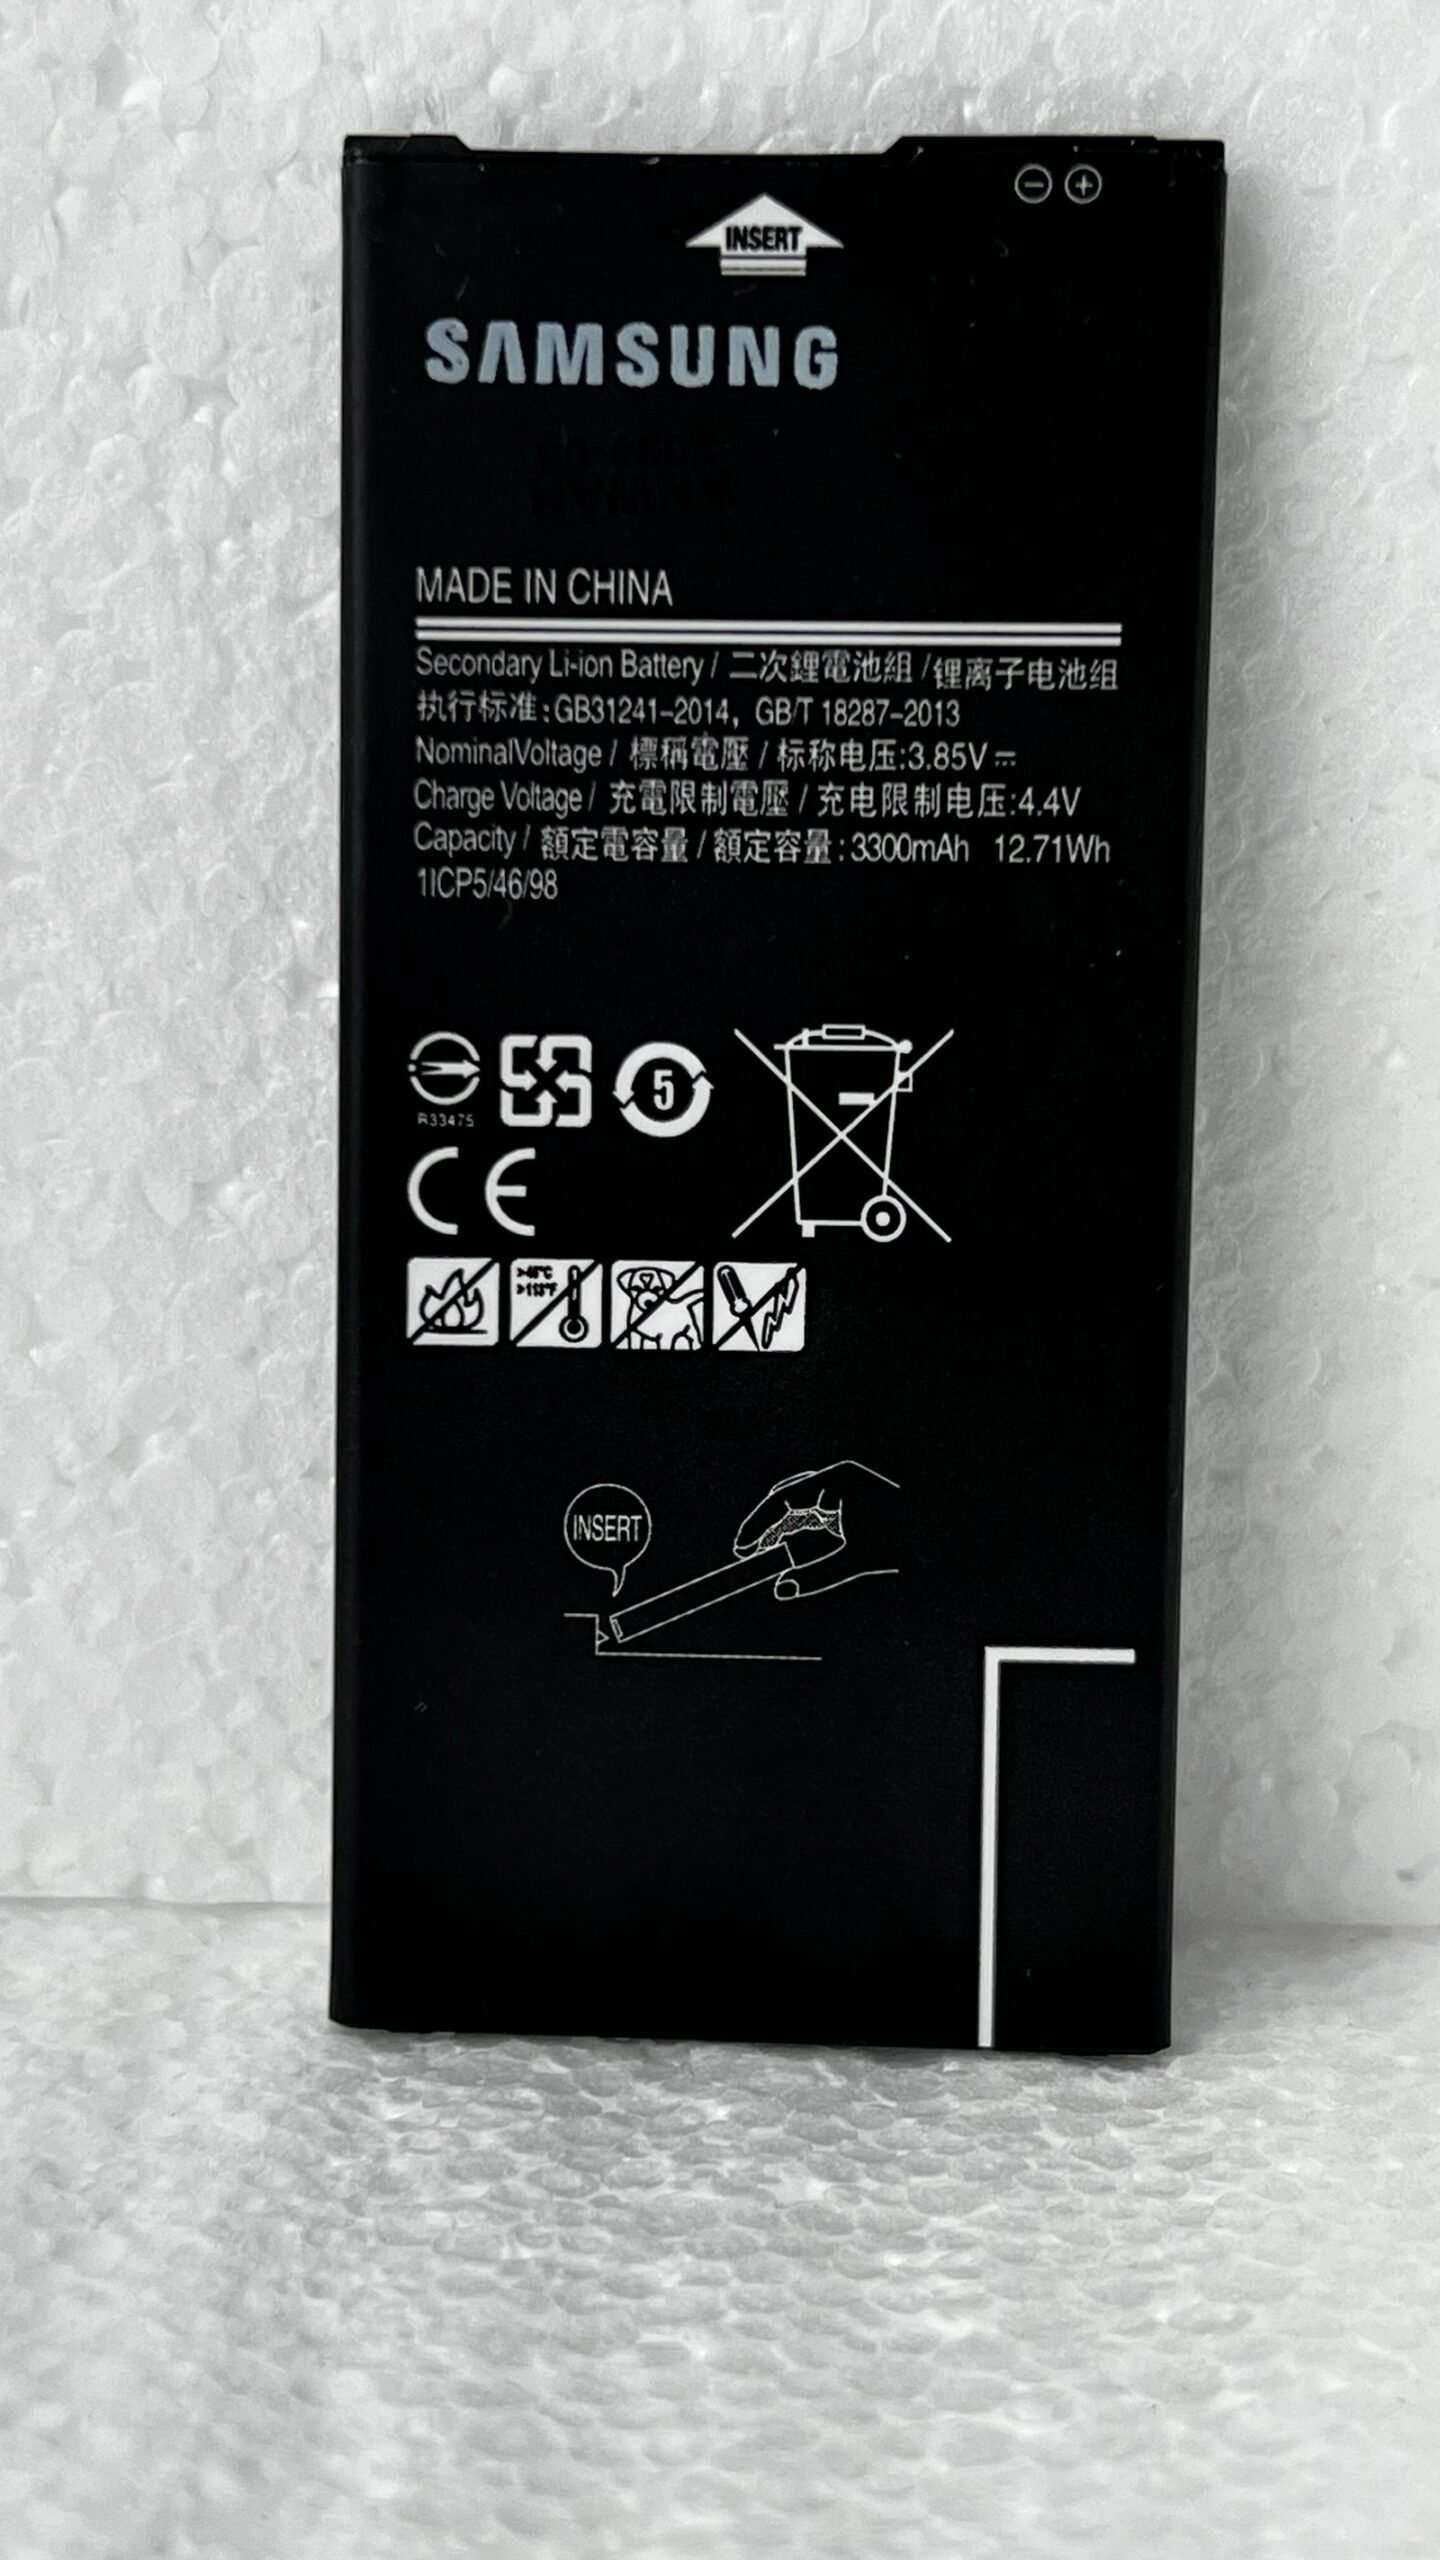 INSERT
SAMSUNG
MADE IN CHINA
Secondary Li-ion Battery / 二次鋰電池組 /锂离子电池组
执行标准:GB31241-2014, GB/T 18287-2013
NominalVoltage / 標稱電壓 / 标称电压:3.85V
Charge Voltage / 充電限制電壓 / 充电限制电压:4.4V
Capacity / 額定電容量 / 額定容量:3300mAh 12.71Wh
1ICP5/46/98
5
R33475
CE
>45°C
>113°F
INSERT